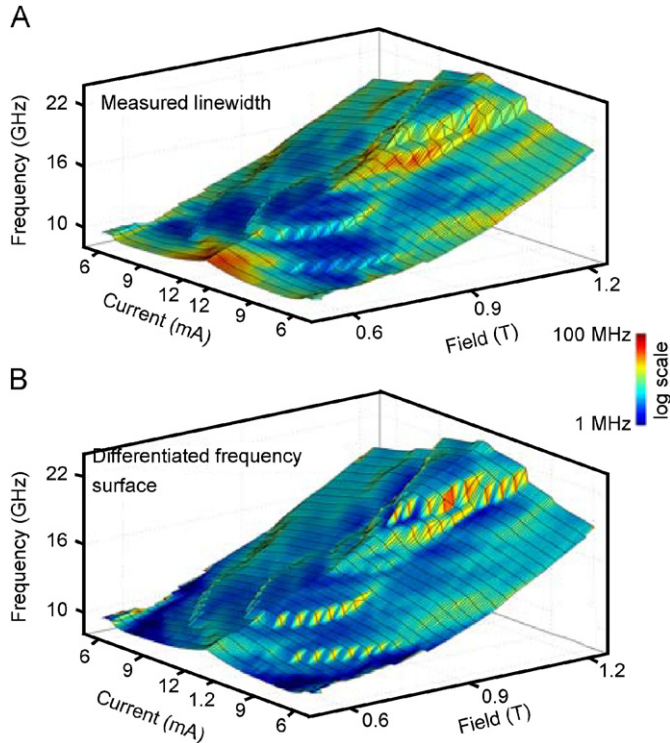 A
Measured linewidth
Frequency (GHz)
22
16
10
6
9
12
12
9
6
Current (mA)
0.6
0.9
1.2
Field (T)
100 MHz
1 MHz
log scale
B
Differentiated frequency
surface
Frequency (GHz)
22
16
10
6
9
12
1.2
9
6
Current (mA)
0.6
0.9
1.2
Field (T)